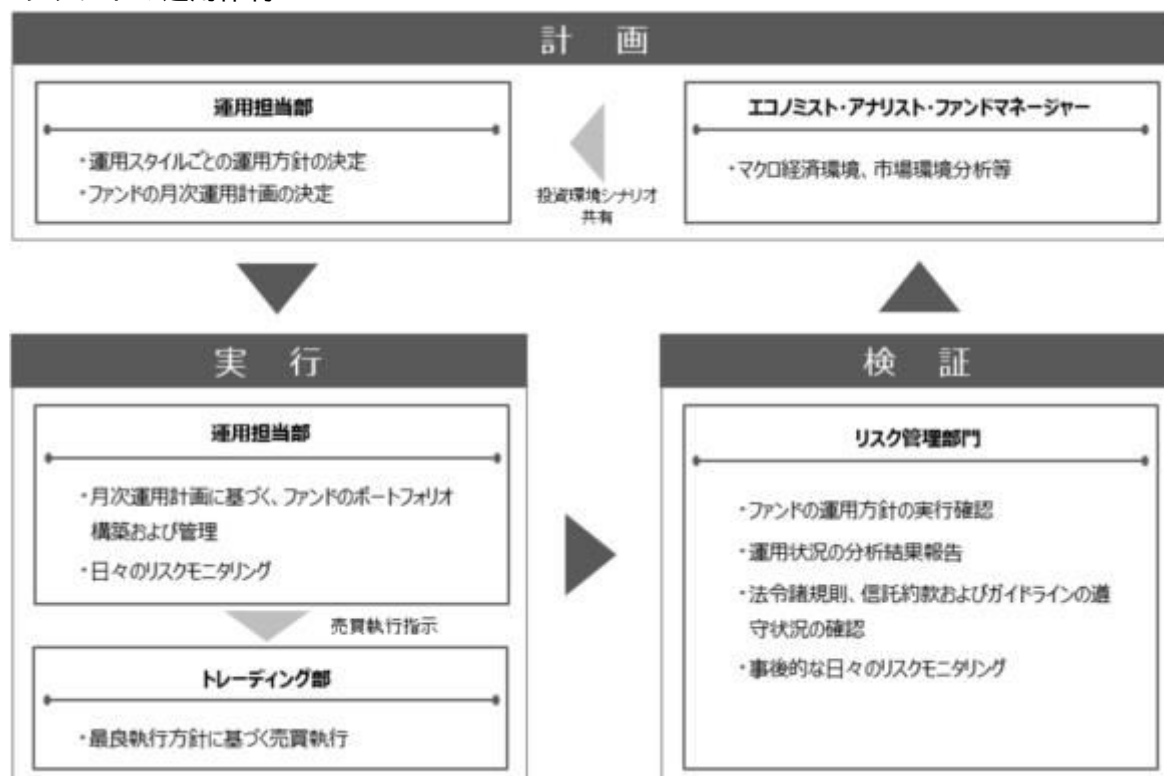 計 画
運用担当部
・運用スタイルごとの運用方針の決定
・ファンドの月次運用計画の決定
投資環境シナリオ
共有
エコノミスト・アナリスト・ファンドマネージャー
・マクロ経済環境、市場環境分析等
実 行
運用担当部
・月次運用計画に基づく、ファンドのポートフォリオ
構築および管理
・日々のリスクモニタリング
売買執行指示
トレーディング部
・最良執行方針に基づく売買執行
検 証
リスク管理部門
・ファンドの運用方針の実行確認
・運用状況の分析結果報告
・法令諸規則、信託約款およびガイドラインの遵
守状況の確認
・事後的な日々のリスクモニタリング